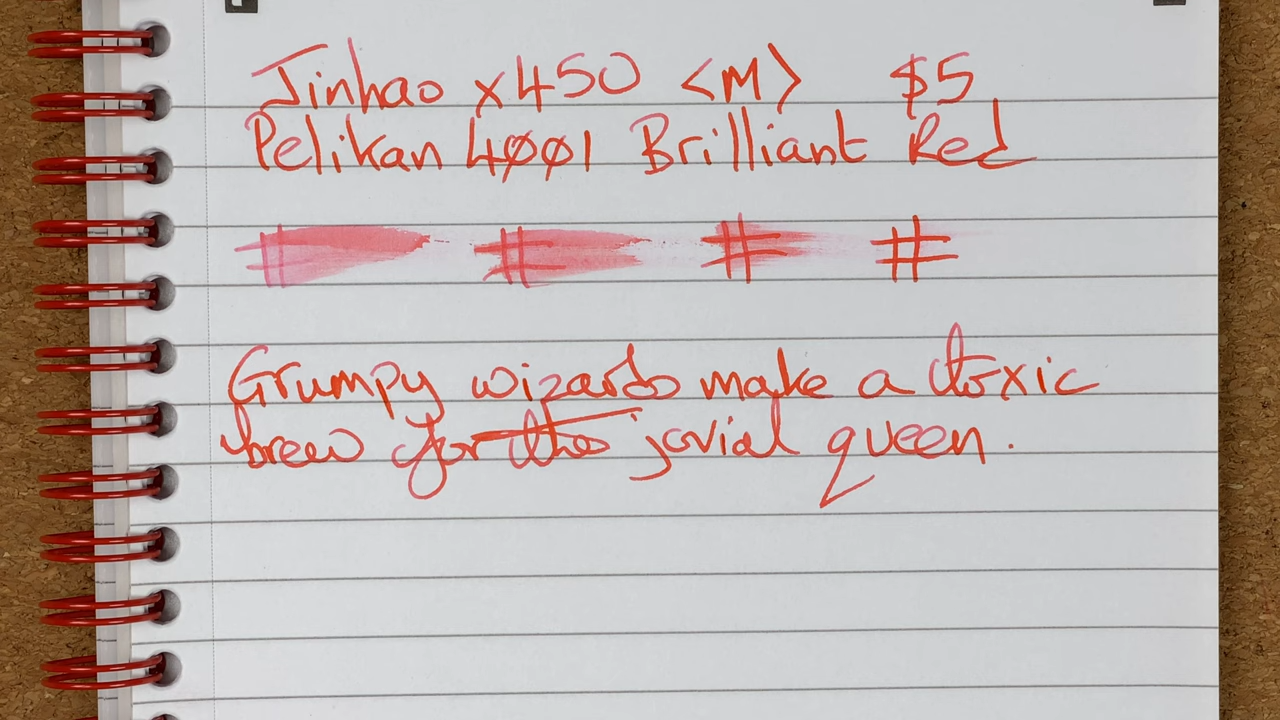 Jinhao x450 <M> $5
Pelikan 4001 Brilliant Red
# # # #
Grumpy wizards make a toxic
brew for the jovial queen.